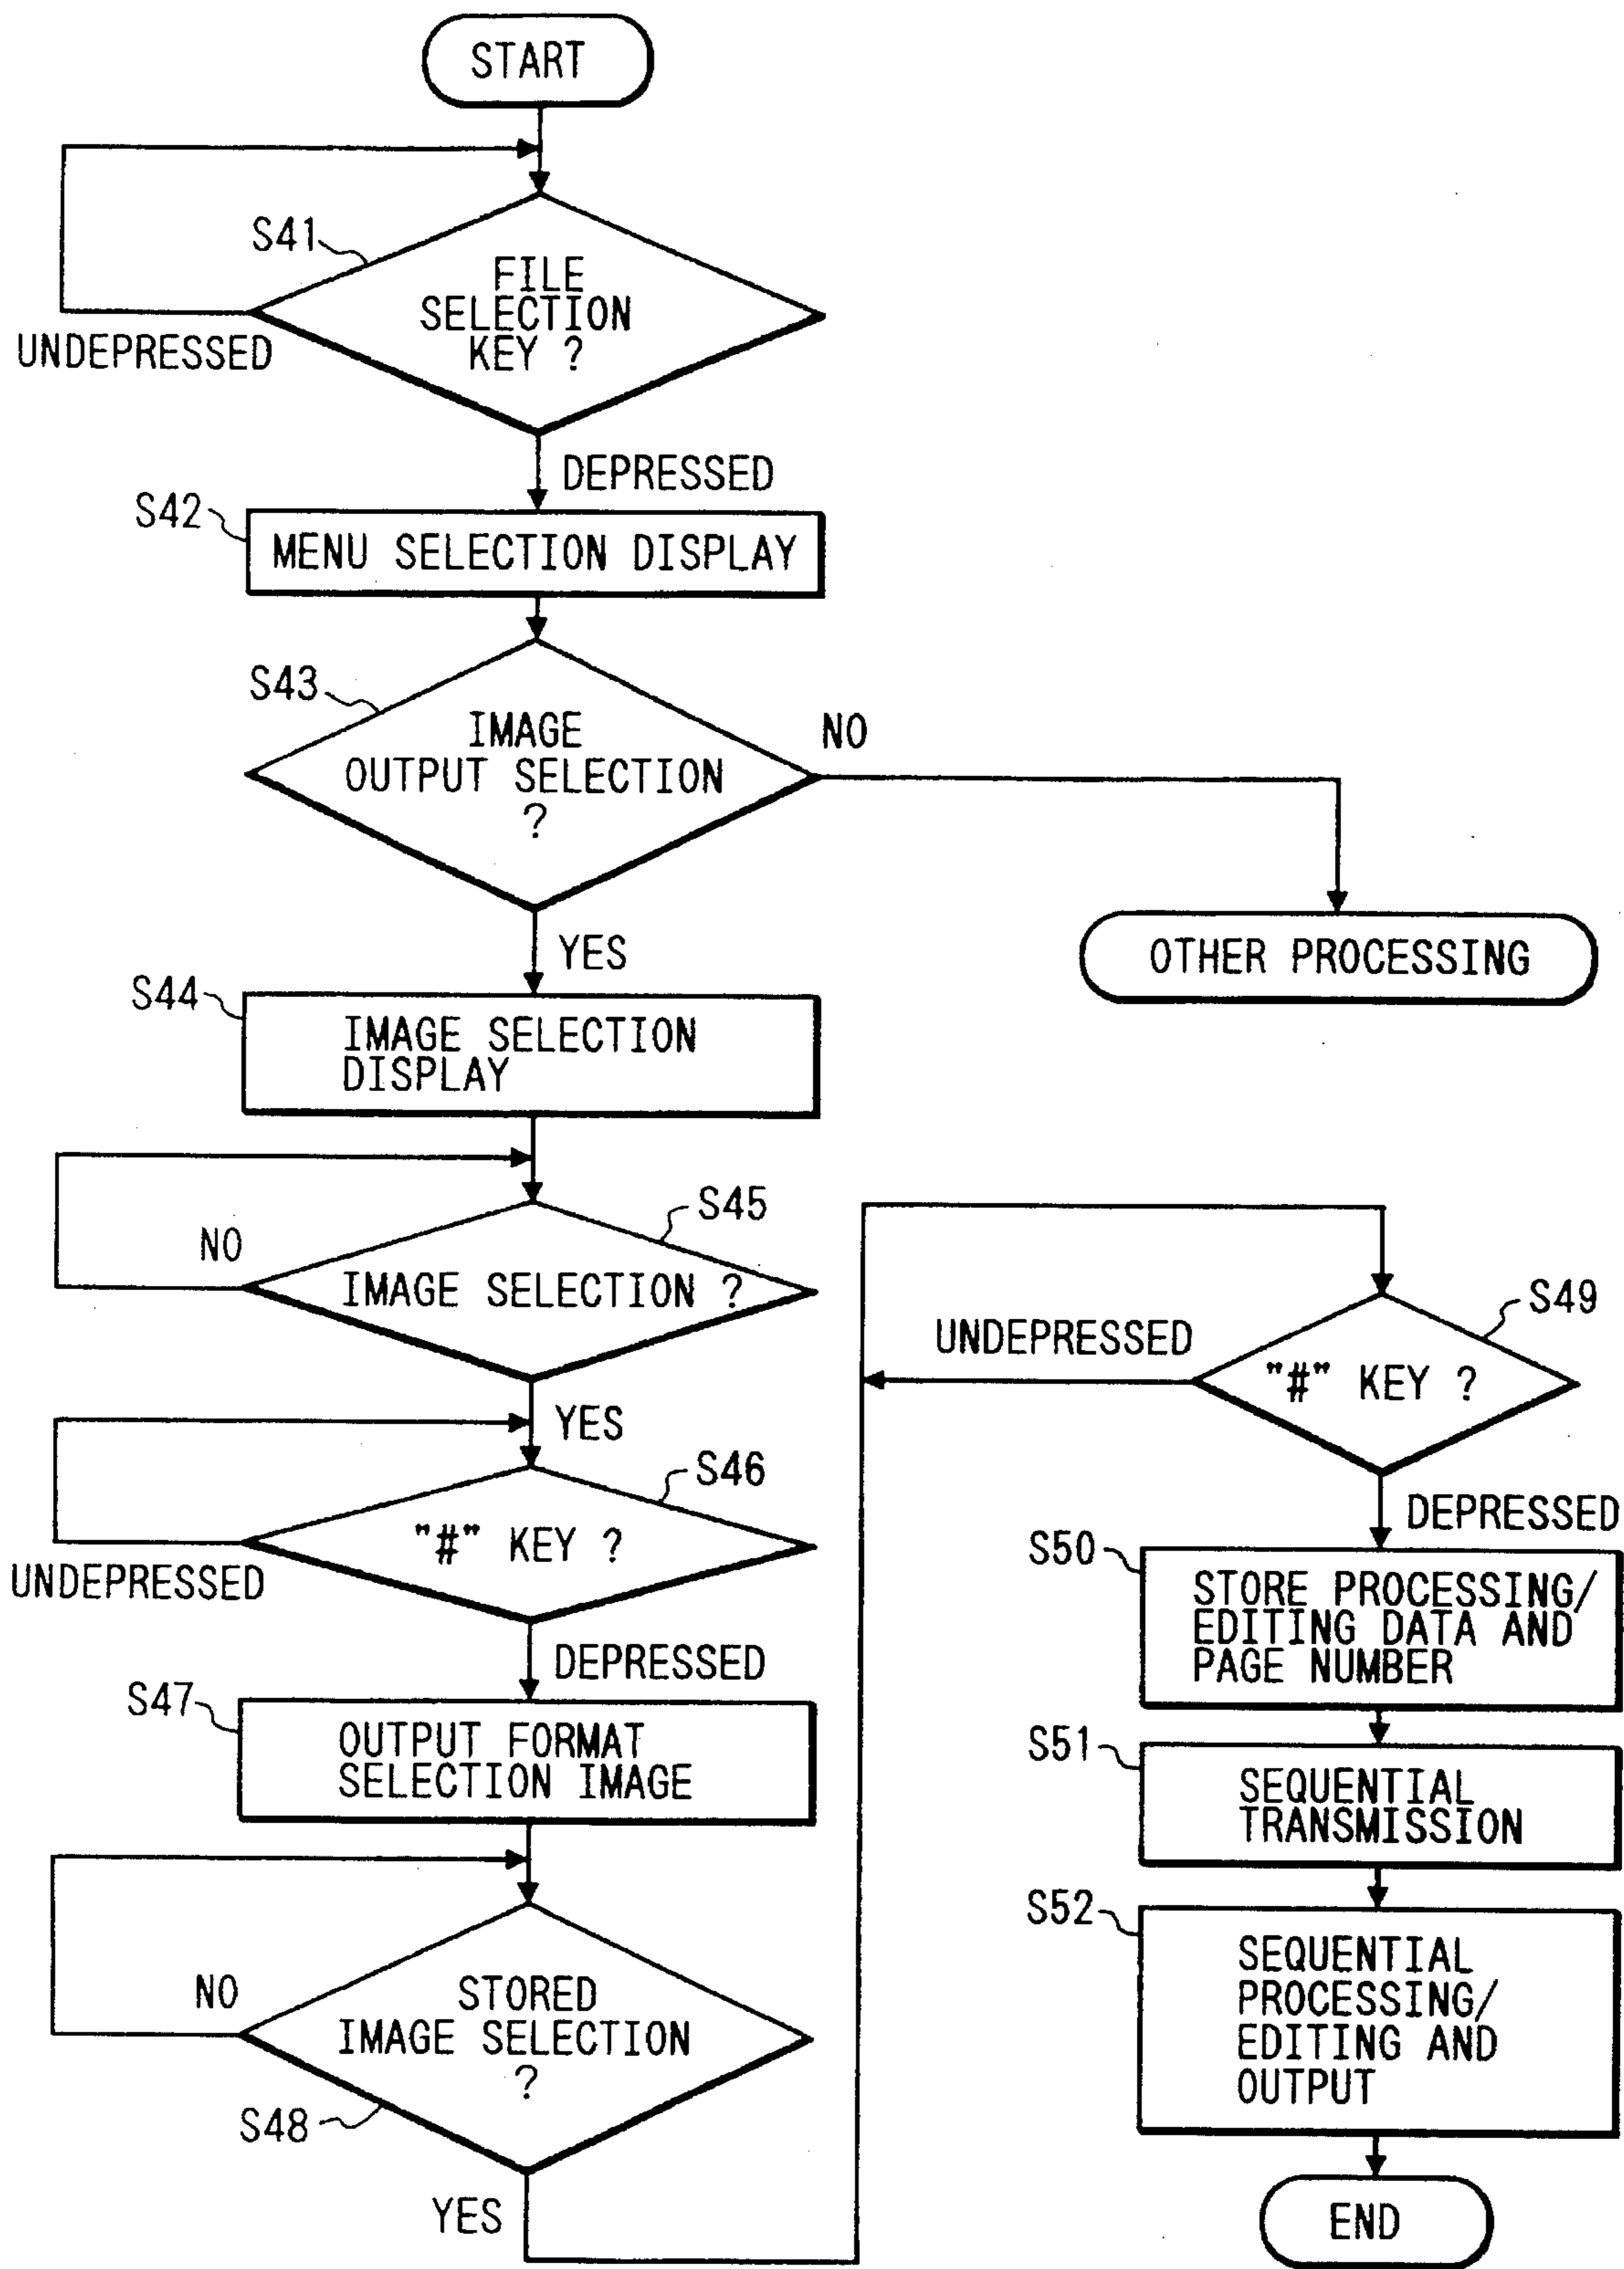 START
S41
FILE
SELECTION
KEY ?
UNDEPRESSED
DEPRESSED
S42
MENU SELECTION DISPLAY
S43
IMAGE
OUTPUT SELECTION
?
NO
OTHER PROCESSING
YES
S44
IMAGE SELECTION
DISPLAY
S45
NO
IMAGE SELECTION ?
YES
S46
"#" KEY ?
UNDEPRESSED
DEPRESSED
S47
OUTPUT FORMAT
SELECTION IMAGE
NO
STORED
IMAGE SELECTION
?
S48
YES
S49
UNDEPRESSED
"#" KEY ?
DEPRESSED
S50
STORE PROCESSING/
EDITING DATA AND
PAGE NUMBER
S51
SEQUENTIAL
TRANSMISSION
S52
SEQUENTIAL
PROCESSING/
EDITING AND
OUTPUT
END